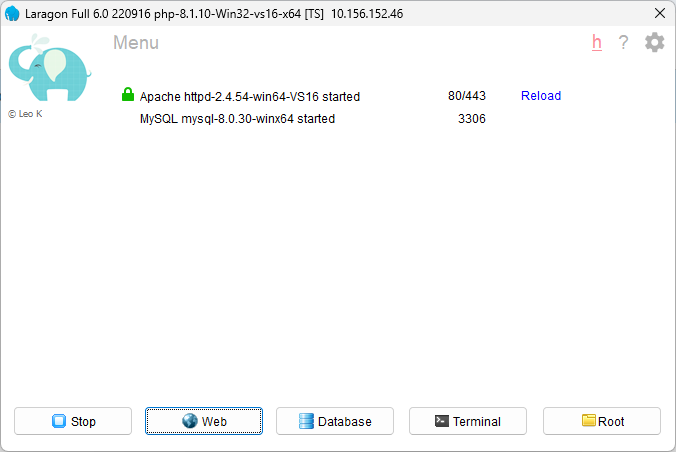 Laragon Full 6.0 220916 php-8.1.10-Win32-vs16-x64 [TS] 10.156.152.46
Menu h ?
Apache httpd-2.4.54-win64-VS16 started 80/443 Reload
© Leo K
MySQL mysql-8.0.30-winx64 started 3306
Stop Web Database Terminal Root